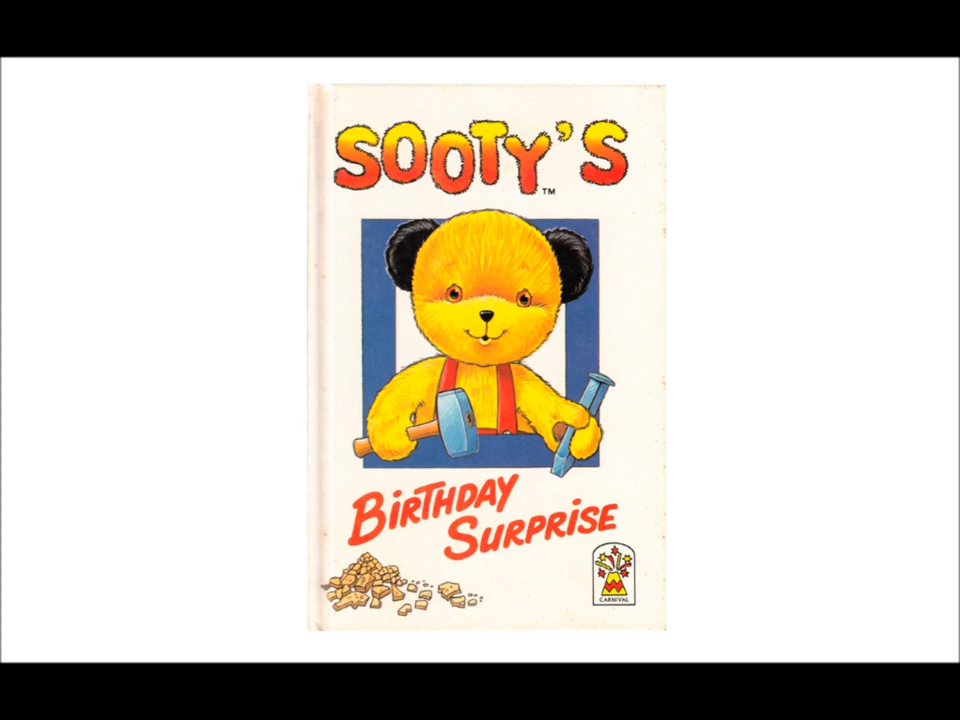 SOOTY'S
TM
BIRTHDAY
SURPRISE
CARNIVAL